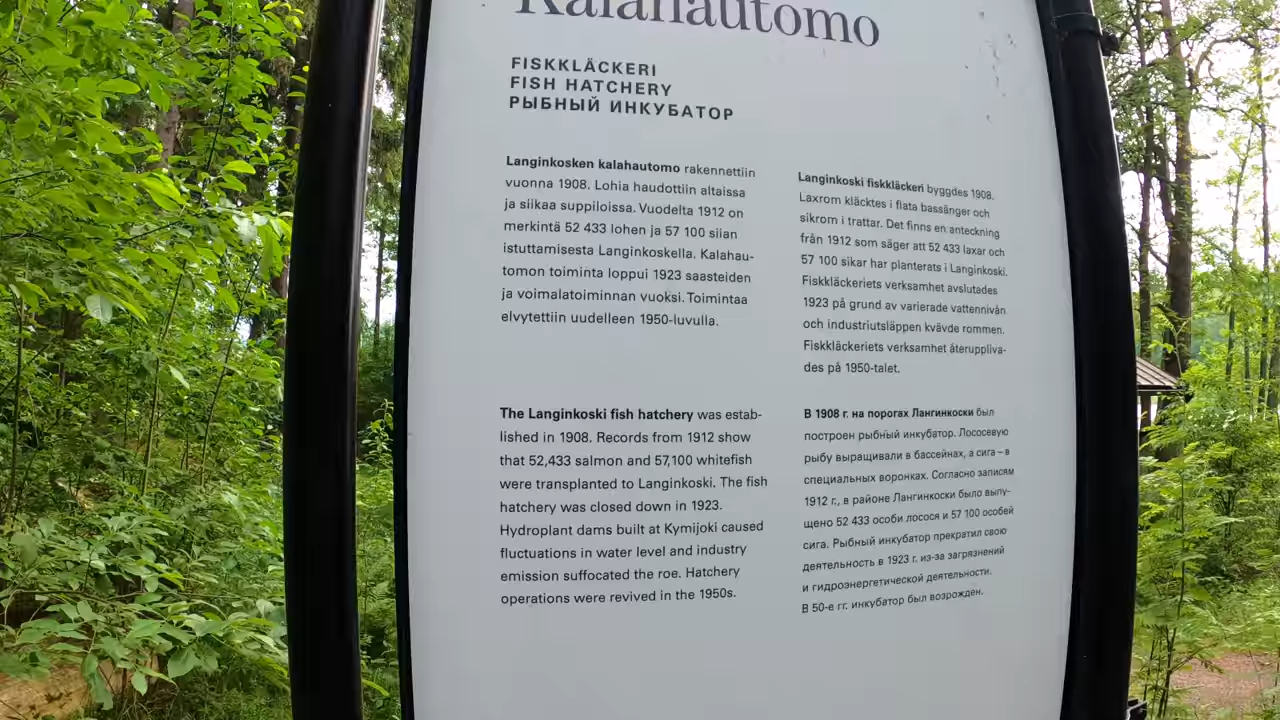 Kalahautomo
FISKKLÄCKERI
FISH HATCHERY
РЫБНЫЙ ИНКУБАТОР
Langinkosken kalahautomo rakennettiin
vuonna 1908. Lohia haudottiin altaissa
ja siikaa suppiloissa. Vuodelta 1912 on
merkintä 52 433 lohen ja 57 100 siian
istuttamisesta Langinkoskella. Kalahau-
tomon toiminta loppui 1923 saasteiden
ja voimalatoiminnan vuoksi. Toimintaa
elvytettiin uudelleen 1950-luvulla.
Langinkoski fiskkläckeri byggdes 1908.
Laxrom kläcktes i flata bassänger och
sikrom i trattar. Det finns en anteckning
från 1912 som säger att 52 433 laxar och
57 100 sikar har planterats i Langinkoski.
Fiskkläckeriets verksamhet avslutades
1923 på grund av varierade vattennivån
och industriutsläppen kvävde rommen.
Fiskkläckeriets verksamhet återuppliva-
des på 1950-talet.
The Langinkoski fish hatchery was estab-
lished in 1908. Records from 1912 show
that 52,433 salmon and 57,100 whitefish
were transplanted to Langinkoski. The fish
hatchery was closed down in 1923.
Hydroplant dams built at Kymijoki caused
fluctuations in water level and industry
emission suffocated the roe. Hatchery
operations were revived in the 1950s.
В 1908 г. на порогах Лангинкоски был
построен рыбный инкубатор. Лососевую
рыбу выращивали в бассейнах, а сига – в
специальных воронках. Согласно записям
1912 г., в районе Лангинкоски было выпу-
щено 52 433 особи лосося и 57 100 особей
сига. Рыбный инкубатор прекратил свою
деятельность в 1923 г. из-за загрязнений
и гидроэнергетической деятельности.
В 50-е гг. инкубатор был возрожден.